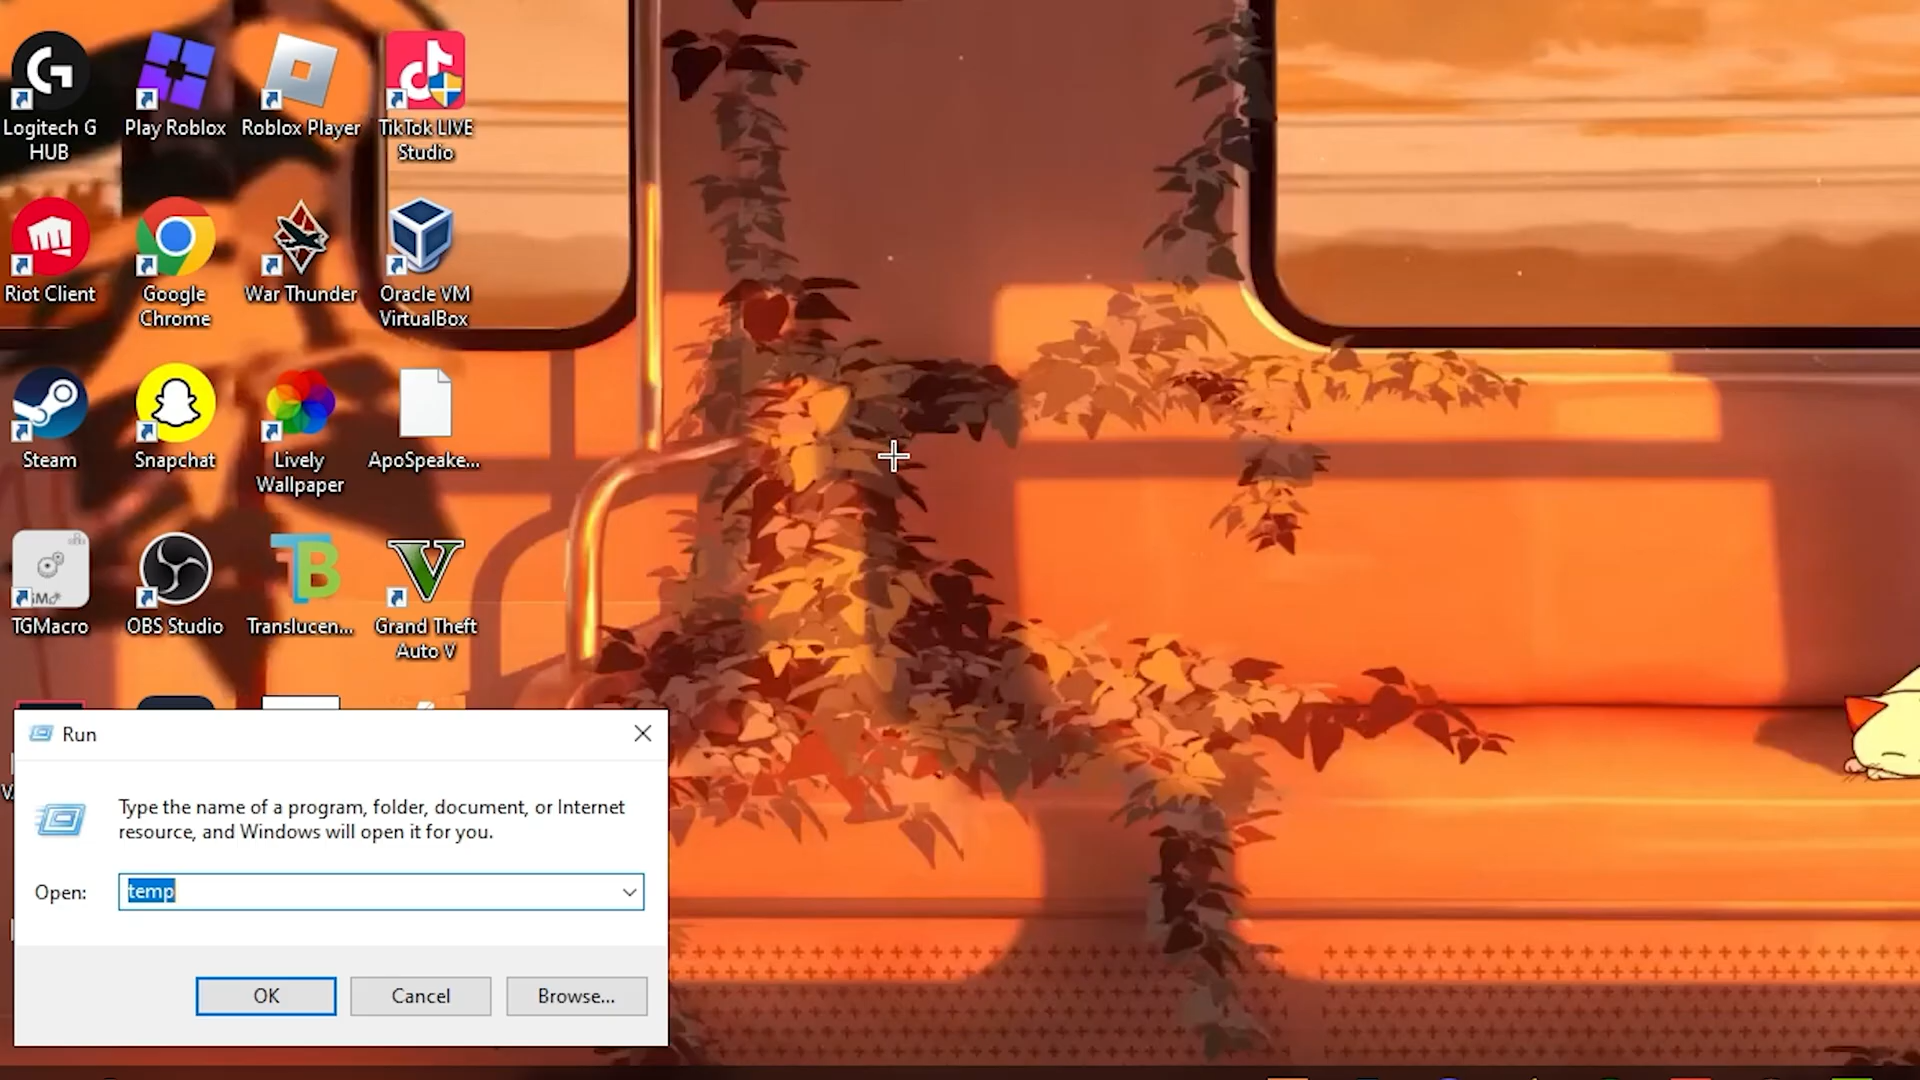 Logitech G
HUB
Play Roblox
Roblox Player
TikTok LIVE
Studio
Riot Client
Google
Chrome
War Thunder
Oracle VM
VirtualBox
Steam
Snapchat
Lively
Wallpaper
ApoSpeake...
TGMacro
OBS Studio
Translucen...
Grand Theft
Auto V
Run
Type the name of a program, folder, document, or Internet
resource, and Windows will open it for you.
Open:
temp
OK
Cancel
Browse...